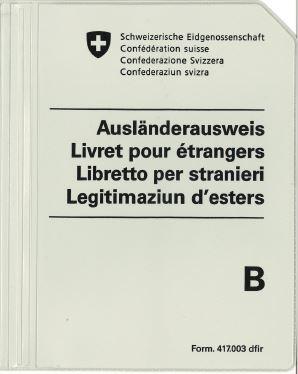 Schweizerische Eidgenossenschaft
Confédération suisse
Confederazione Svizzera
Confederaziun svizra
Ausländerausweis
Livret pour étrangers
Libretto per stranieri
Legitimaziun d'esters
B
Form. 417.003 dfir